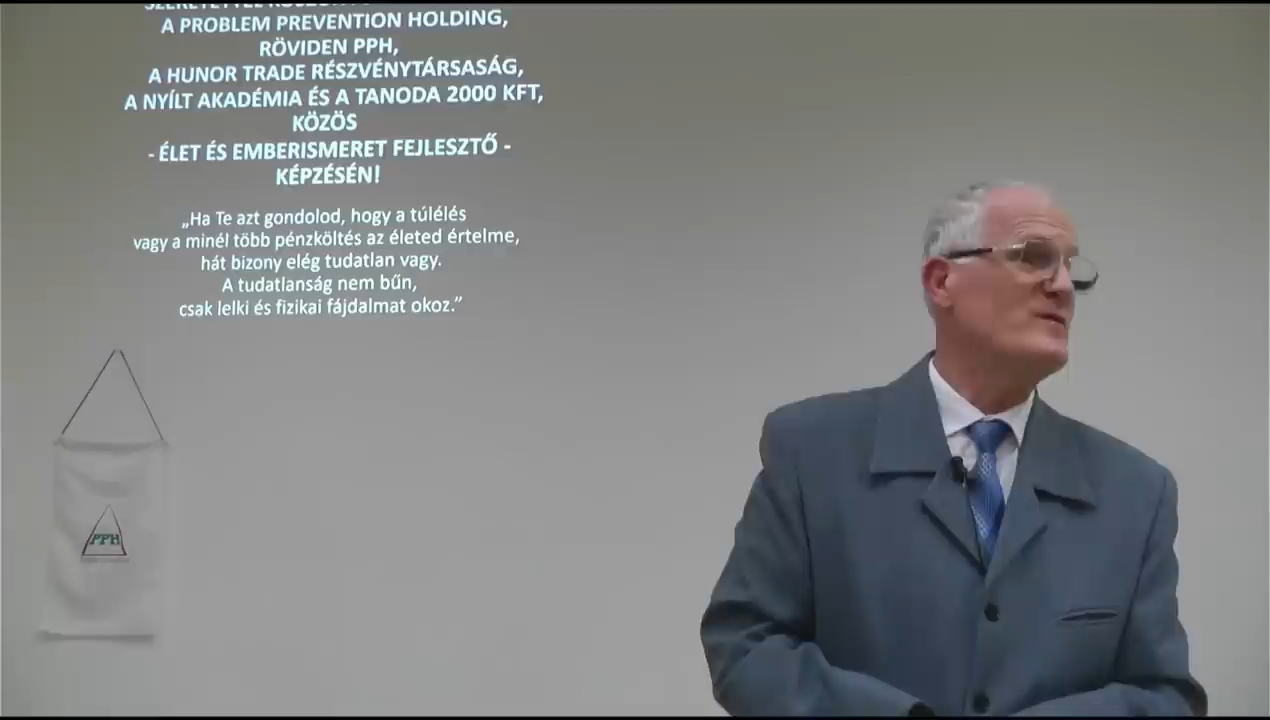 A PROBLEM PREVENTION HOLDING,
RÖVIDEN PPH,
A HUNOR TRADE RÉSZVÉNYTÁRSASÁG,
A NYÍLT AKADÉMIA ÉS A TANODA 2000 KFT,
KÖZÖS
- ÉLET ÉS EMBERISMERET FEJLESZTŐ -
KÉPZÉSÉN!
„Ha Te azt gondolod, hogy a túlélés
vagy a minél több pénzköltés az életed értelme,
hát bizony elég tudatlan vagy.
A tudatlanság nem bűn,
csak lelki és fizikai fájdalmat okoz.”
PPH